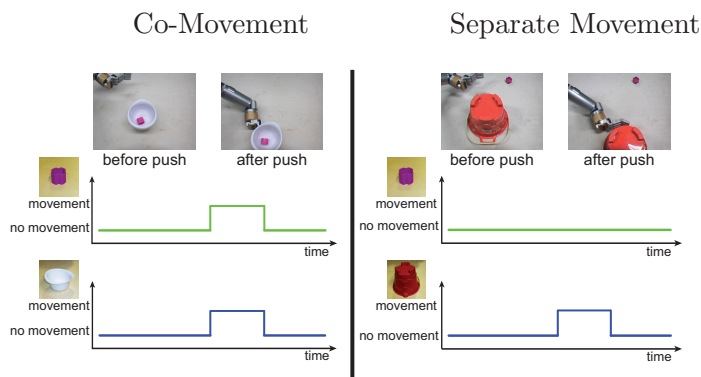 Co-Movement
Separate Movement
before push
after push
before push
after push
movement
no movement
time
movement
no movement
time
movement
no movement
time
movement
no movement
time